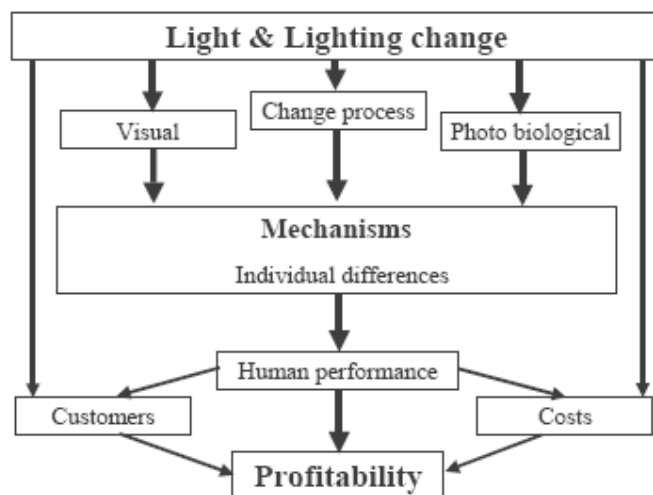 Light & Lighting change
Change process
Visual
Photo biological
Mechanisms
Individual differences
Human performance
Customers
Costs
Profitability